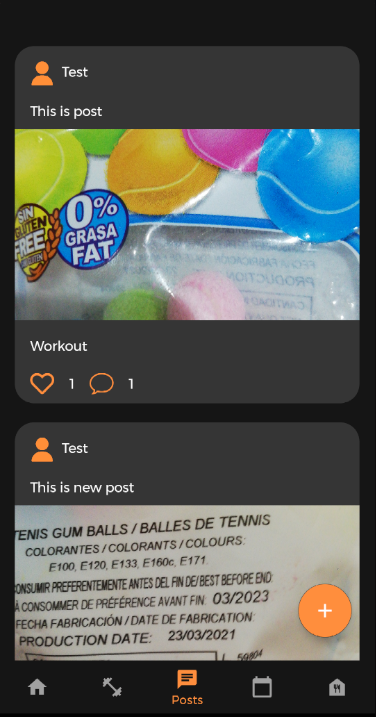 Test
This is post
SIN
GLUTEN
FREE
0%
GRASA
FAT
PRODUCTION
CANTIDAD
Workout
1 1
Test
This is new post
TENIS GUM BALLS / BALLES DE TENNIS
COLORANTES / COLORANTS / COLOURS:
E100, E120, E133, E160c, E171.
CONSUMIR PREFERENTEMENTE ANTES DEL FIN DE/BEST BEFORE END:
À CONSOMMER DE PRÉFÉRENCE AVANT FIN: 03/2023
FECHA FABRICACIÓN / DATE DE FABRICATION:
PRODUCTION DATE: 23/03/2021
L 59804
Posts